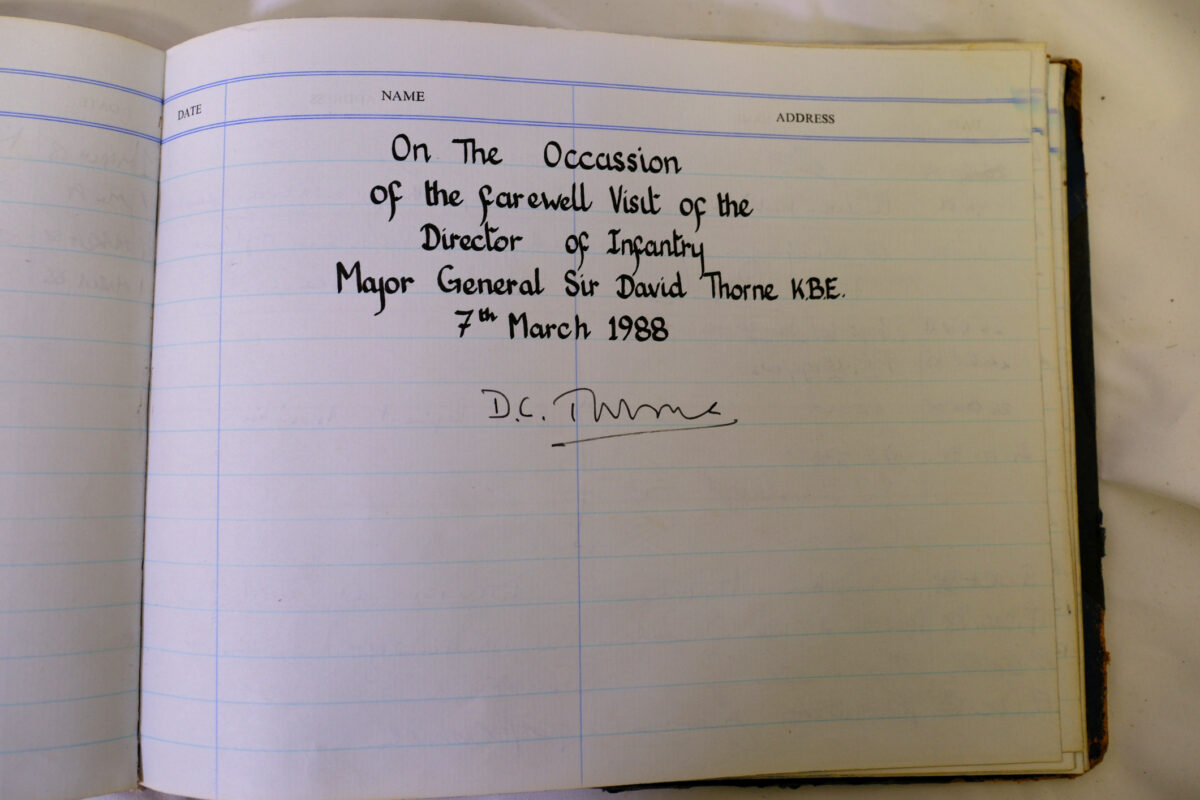 DATE NAME ADDRESS
On The Occassion
of the farewell Visit of the
Director of Infantry
Major General Sir David Thorne K.B.E.
7th March 1988
D.C. Thorne